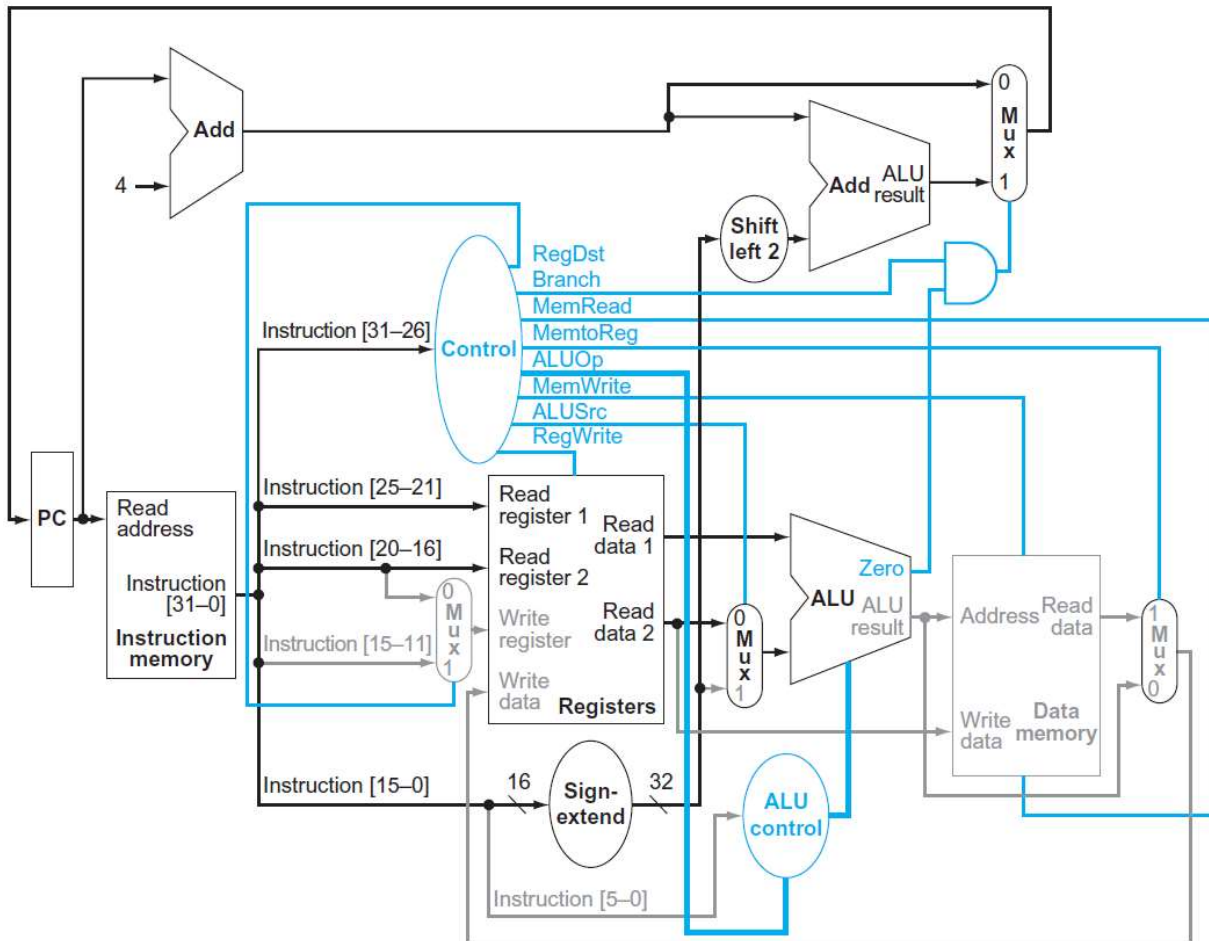 0
M
u
x
1
Add
4
Add
ALU
result
Shift
left 2
RegDst
Branch
MemRead
MemtoReg
ALUOp
MemWrite
ALUSrc
RegWrite
Control
Instruction [31–26]
Instruction [25–21]
Instruction [20–16]
Instruction [15–11]
Instruction [15–0]
Instruction [5–0]
PC
Read
address
Instruction
[31–0]
Instruction
memory
0
M
u
x
1
Read
register 1
Read
register 2
Write
register
Write
data
Read
data 1
Read
data 2
Registers
0
M
u
x
1
Zero
ALU
ALU
result
Address
Read
data
Write
data
Data
memory
1
M
u
x
0
16
Sign-
extend
32
ALU
control